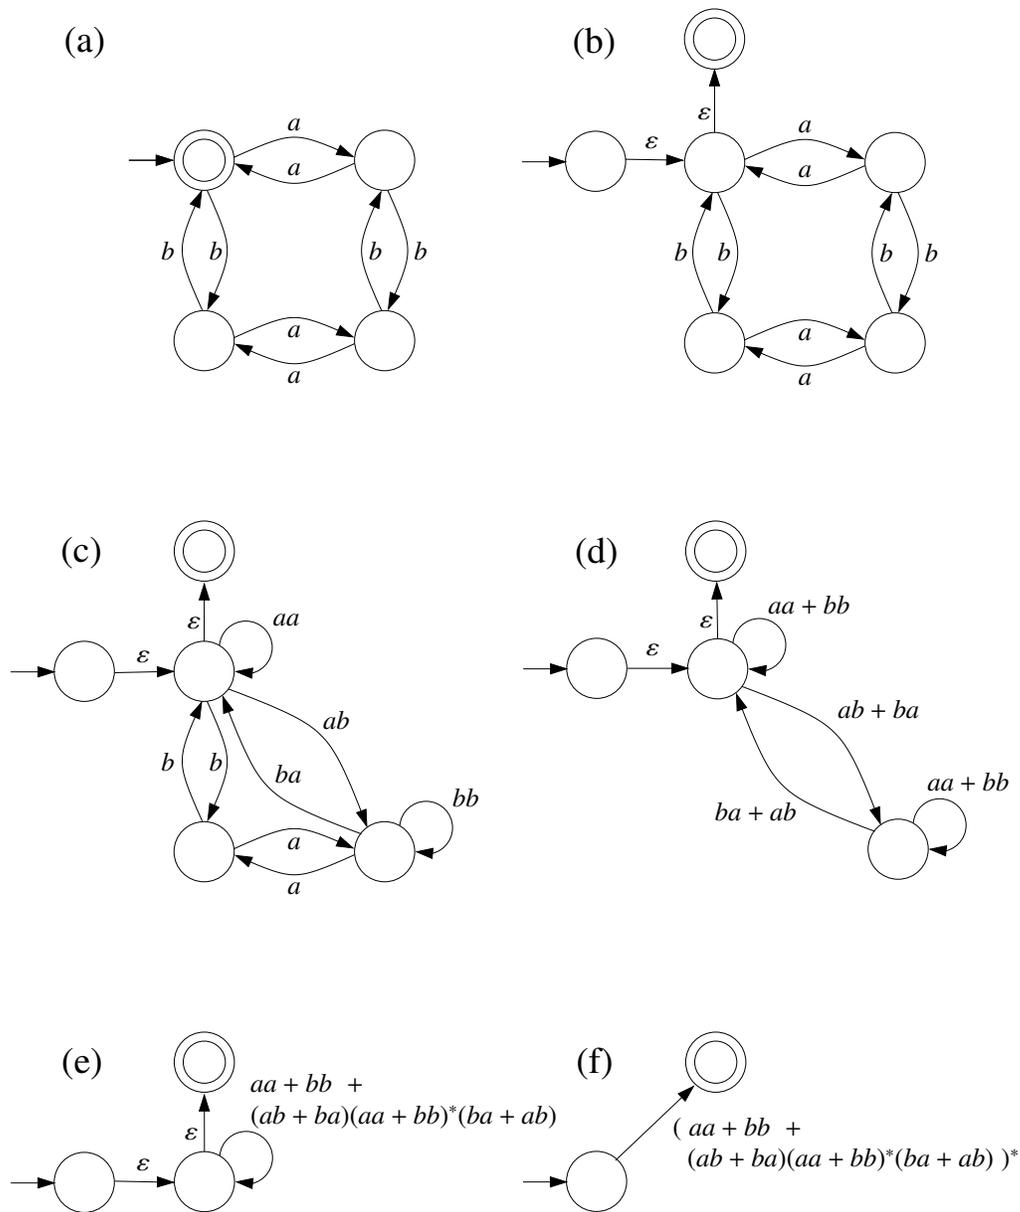 (a)
a
a
b
b
b
b
a
a
(b)
ε
ε
a
a
b
b
b
b
a
a
(c)
ε
ε
aa
ab
ba
b
b
bb
a
a
(d)
ε
ε
aa + bb
ab + ba
ba + ab
aa + bb
(e)
ε
ε
aa + bb +
(ab + ba)(aa + bb)*(ba + ab)
(f)
( aa + bb +
(ab + ba)(aa + bb)*(ba + ab) )*